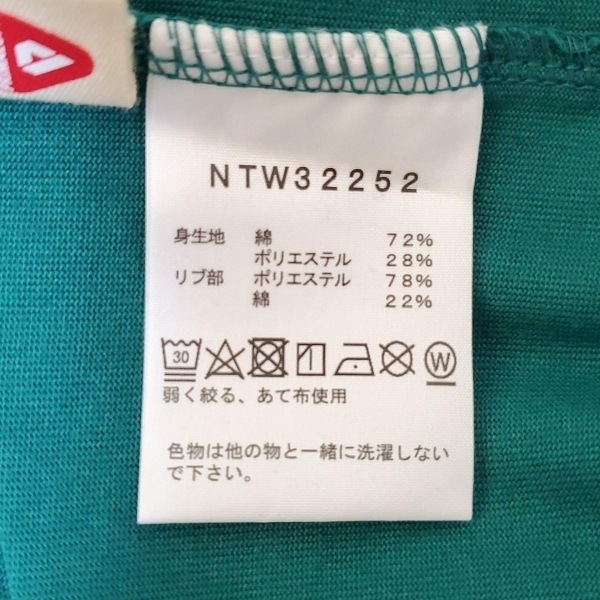 NTW32252
身生地 綿 72%
ポリエステル 28%
リブ部 ポリエステル 78%
綿 22%
30
W
弱く絞る、あて布使用
色物は他の物と一緒に洗濯しない
で下さい。